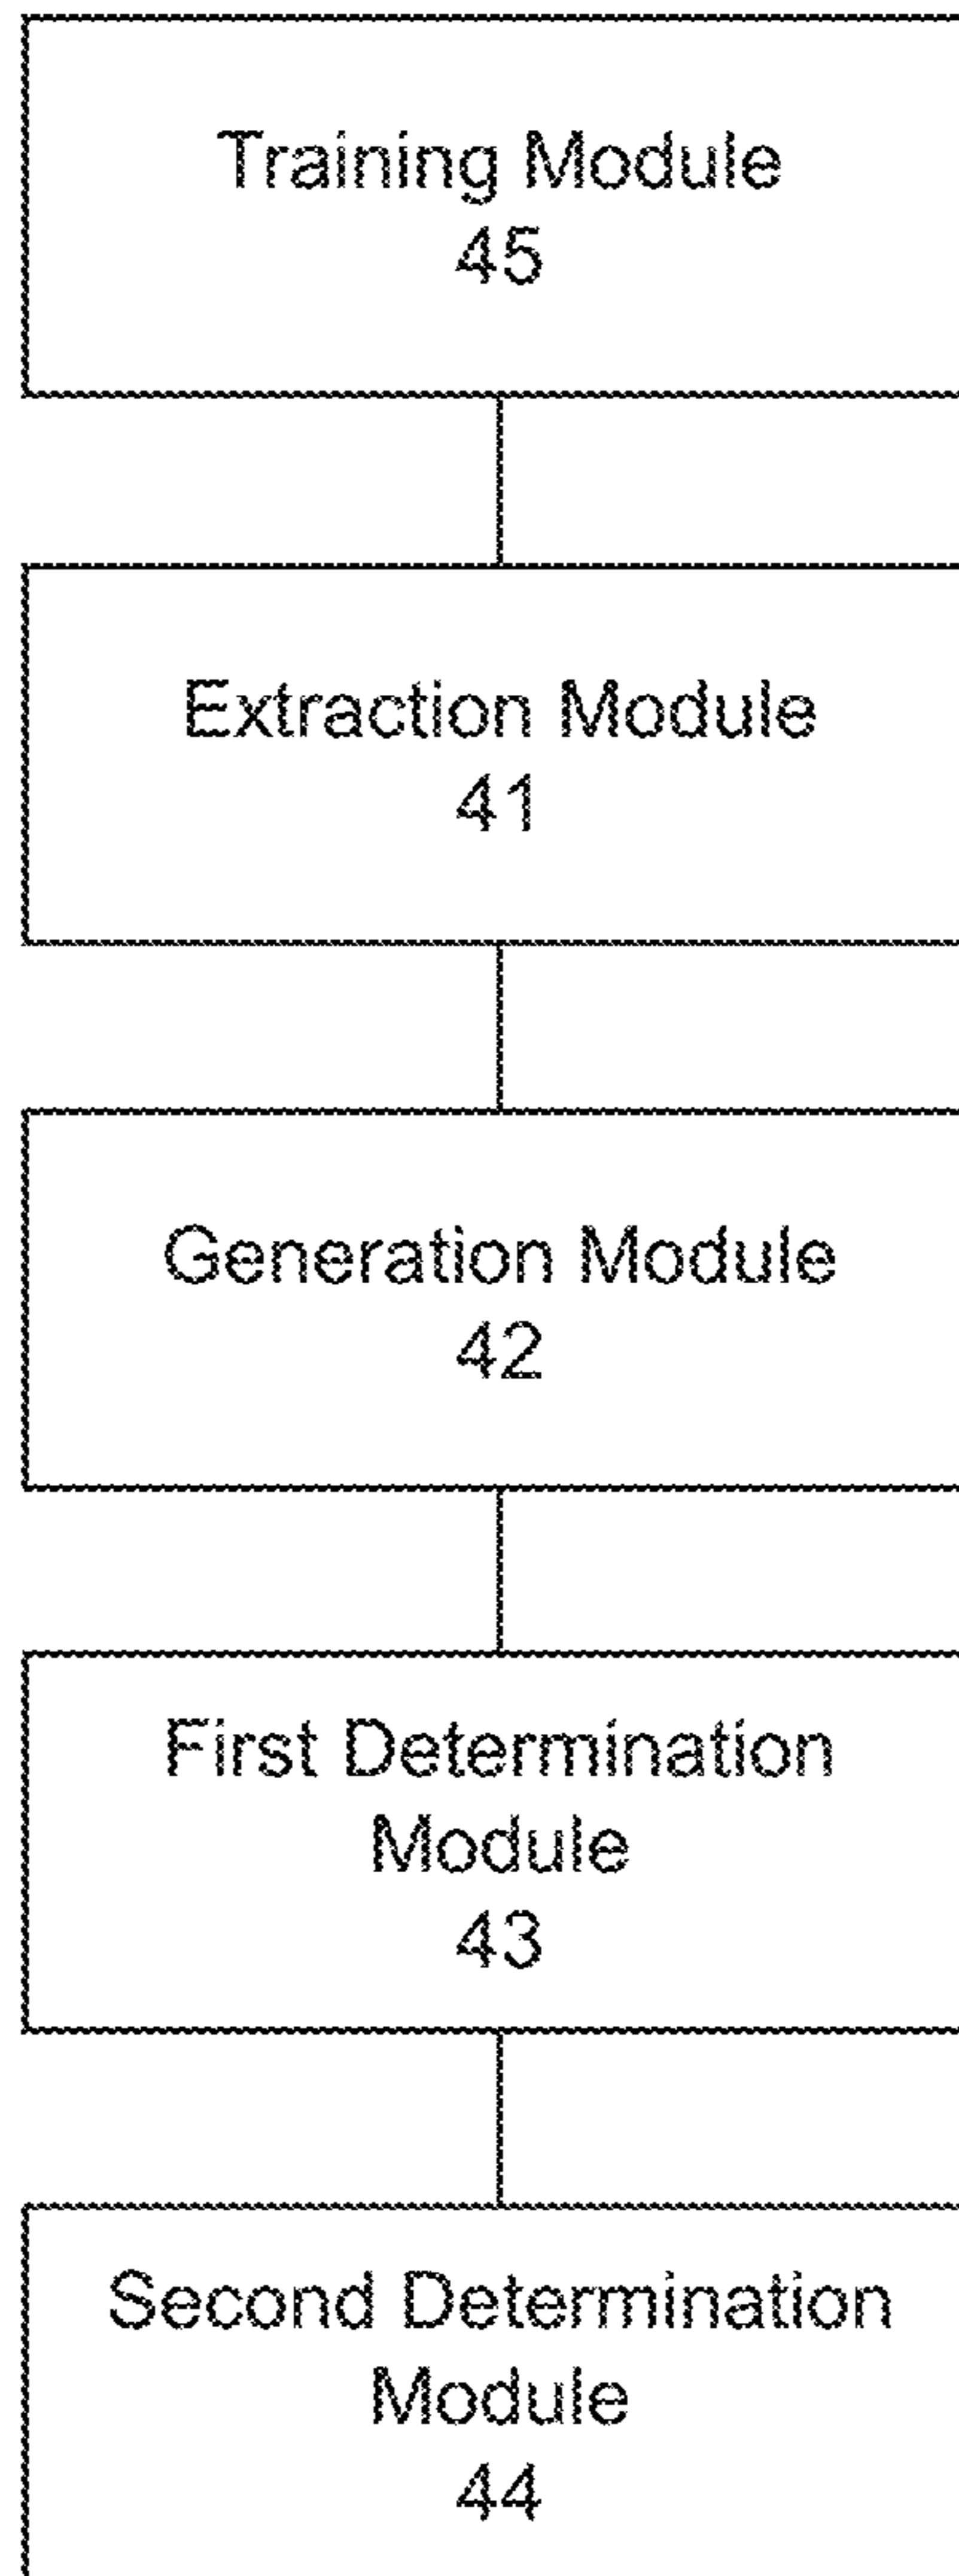 Training Module
45
Extraction Module
41
Generation Module
42
First Determination
Module
43
Second Determination
Module
44